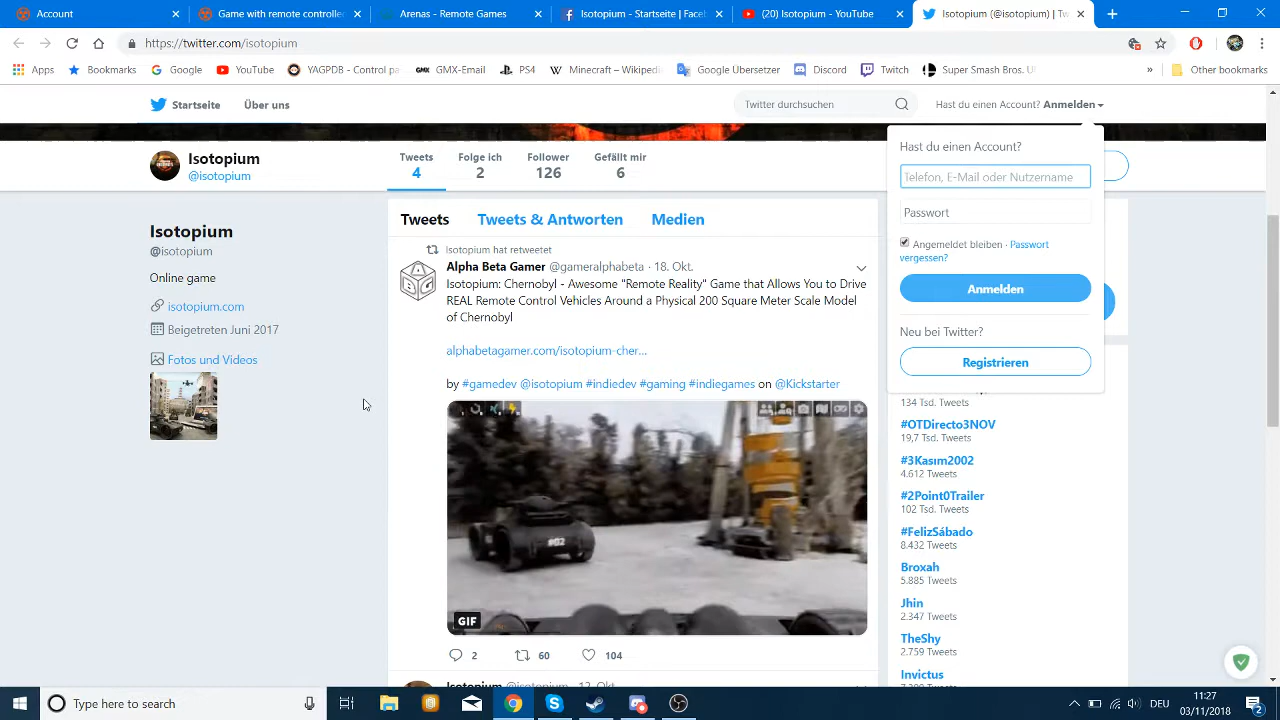 Account
Game with remote controlle
Arenas - Remote Games
Isotopium - Startseite | Face
(20) Isotopium - YouTube
Isotopium (@isotopium) | Tw
https://twitter.com/isotopium
Apps
Bookmarks
Google
YouTube
YAGPDB - Control pa
GMX-Email
PS4
Minecraft – Wikipedi
Google Übersetzer
Discord
Twitch
Super Smash Bros. U
»
Other bookmarks
Startseite
Über uns
Twitter durchsuchen
Hast du einen Account? Anmelden
Isotopium
@isotopium
Tweets
4
Folge ich
2
Follower
126
Gefällt mir
6
Hast du einen Account?
Telefon, E-Mail oder Nutzername
Passwort
Angemeldet bleiben · Passwort
vergessen?
Anmelden
Neu bei Twitter?
Registrieren
Isotopium
@isotopium
Online game
isotopium.com
Beigetreten Juni 2017
Fotos und Videos
Tweets
Tweets & Antworten
Medien
Isotopium hat retweetet
Alpha Beta Gamer @gameralphabeta · 18. Okt.
Isotopium: Chernobyl - Awesome "Remote Reality" Game that Allows You to Drive
REAL Remote Control Vehicles Around a Physical 200 Square Meter Scale Model
of Chernobyl
alphabetagamer.com/isotopium-cher...
by #gamedev @isotopium #indiedev #gaming #indiegames on @Kickstarter
#02
GIF
2
60
104
Isotopium @isotopium · 12. Okt.
134 Tsd. Tweets
#OTDirecto3NOV
19,7 Tsd. Tweets
#3Kasım2002
4.612 Tweets
#2Point0Trailer
102 Tsd. Tweets
#FelizSábado
8.432 Tweets
Broxah
5.885 Tweets
Jhin
2.347 Tweets
TheShy
2.759 Tweets
Invictus
Type here to search
11:27
03/11/2018
2